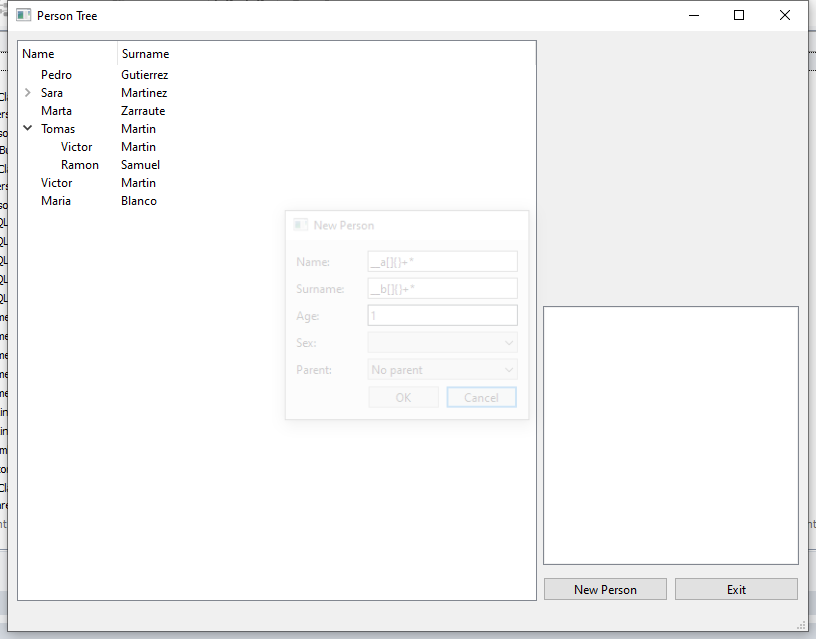 Person Tree
Name Surname
Pedro Gutierrez
Sara Martinez
Marta Zarraute
Tomas Martin
Victor Martin
Ramon Samuel
Victor Martin
Maria Blanco
New Person
Name: __a[]{}+*
Surname: __b[]{}+*
Age: 1
Sex:
Parent: No parent
OK Cancel
New Person Exit